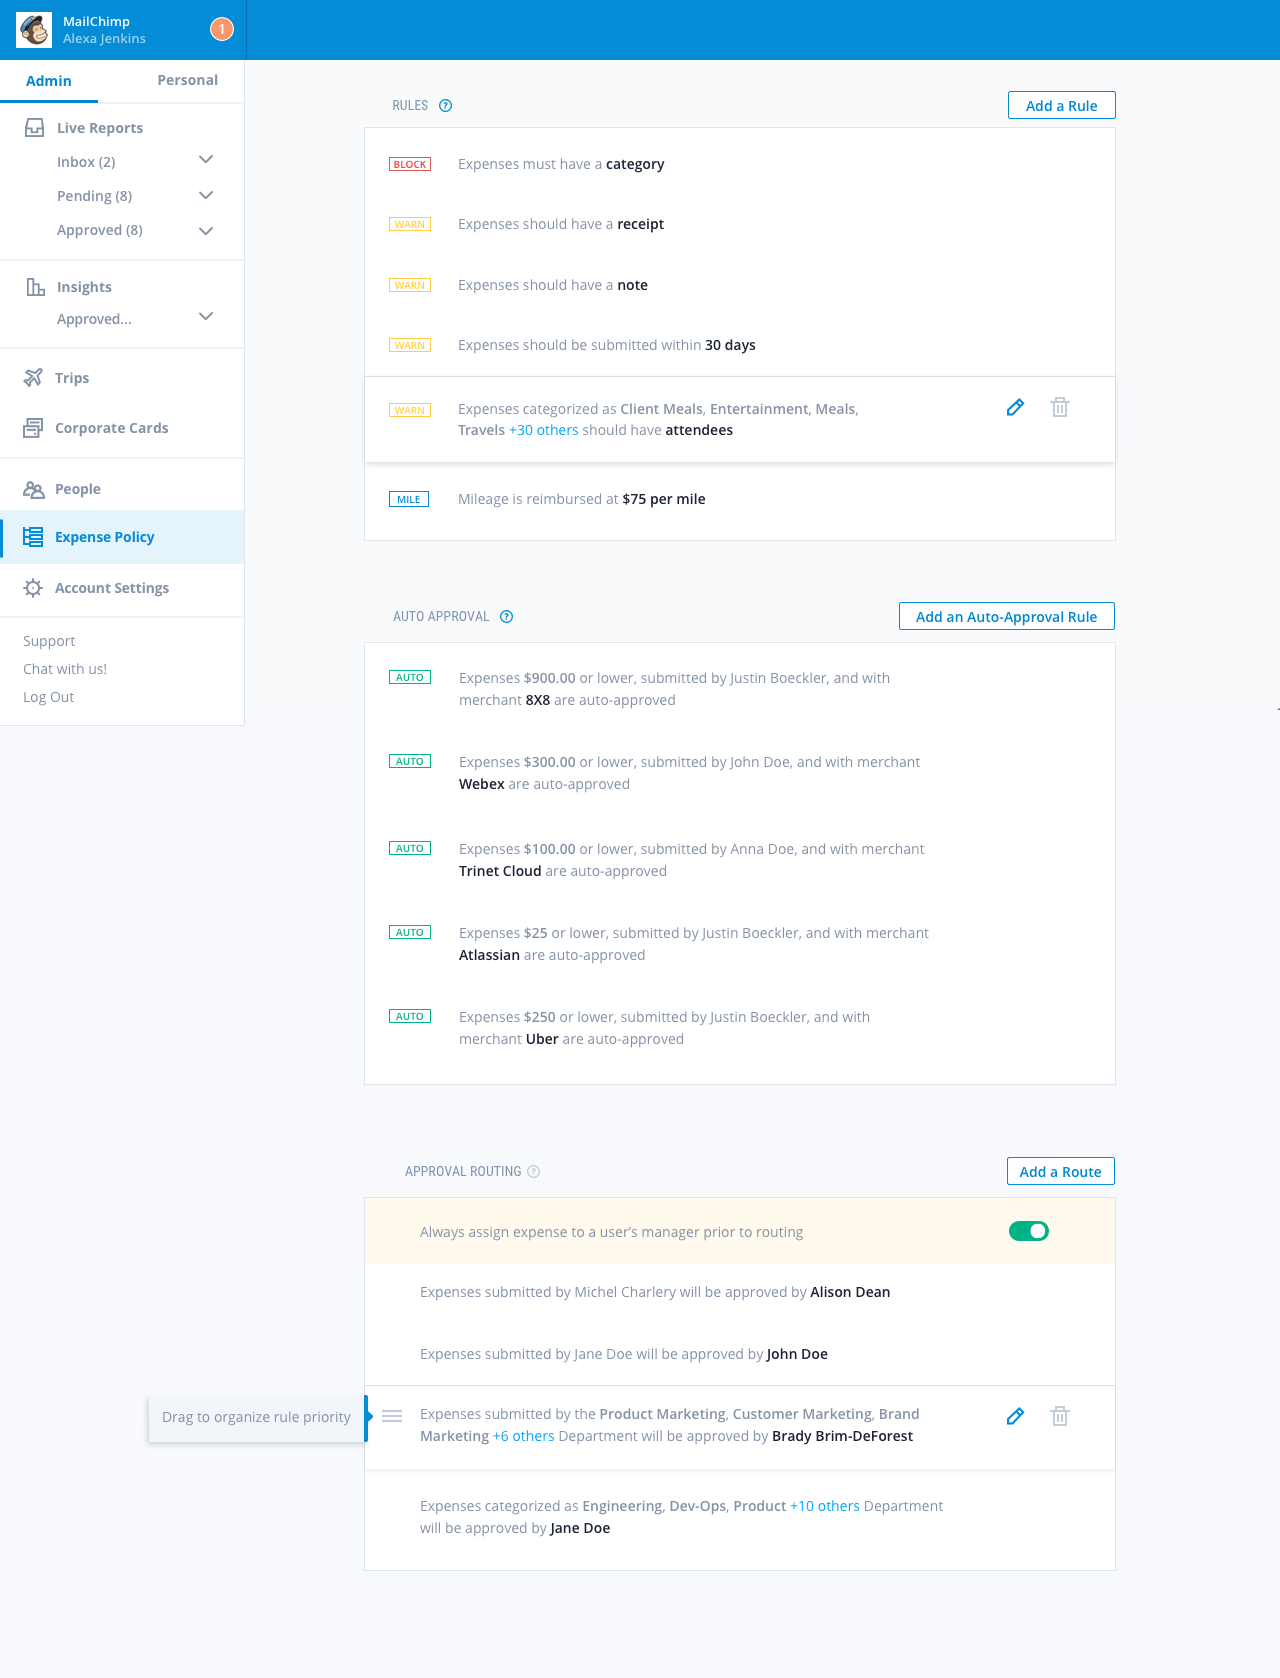 MailChimp
Alexa Jenkins
1
Admin
Personal
Live Reports
Inbox (2)
Pending (8)
Approved (8)
Insights
Approved...
Trips
Corporate Cards
People
Expense Policy
Account Settings
Support
Chat with us!
Log Out
RULES ?
Add a Rule
BLOCK Expenses must have a category
WARN Expenses should have a receipt
WARN Expenses should have a note
WARN Expenses should be submitted within 30 days
WARN Expenses categorized as Client Meals, Entertainment, Meals,
Travels +30 others should have attendees
MILE Mileage is reimbursed at $75 per mile
AUTO APPROVAL ?
Add an Auto-Approval Rule
AUTO Expenses $900.00 or lower, submitted by Justin Boeckler, and with
merchant 8X8 are auto-approved
AUTO Expenses $300.00 or lower, submitted by John Doe, and with merchant
Webex are auto-approved
AUTO Expenses $100.00 or lower, submitted by Anna Doe, and with merchant
Trinet Cloud are auto-approved
AUTO Expenses $25 or lower, submitted by Justin Boeckler, and with merchant
Atlassian are auto-approved
AUTO Expenses $250 or lower, submitted by Justin Boeckler, and with
merchant Uber are auto-approved
APPROVAL ROUTING ?
Add a Route
Always assign expense to a user's manager prior to routing
Expenses submitted by Michel Charlery will be approved by Alison Dean
Expenses submitted by Jane Doe will be approved by John Doe
Drag to organize rule priority
Expenses submitted by the Product Marketing, Customer Marketing, Brand
Marketing +6 others Department will be approved by Brady Brim-DeForest
Expenses categorized as Engineering, Dev-Ops, Product +10 others Department
will be approved by Jane Doe